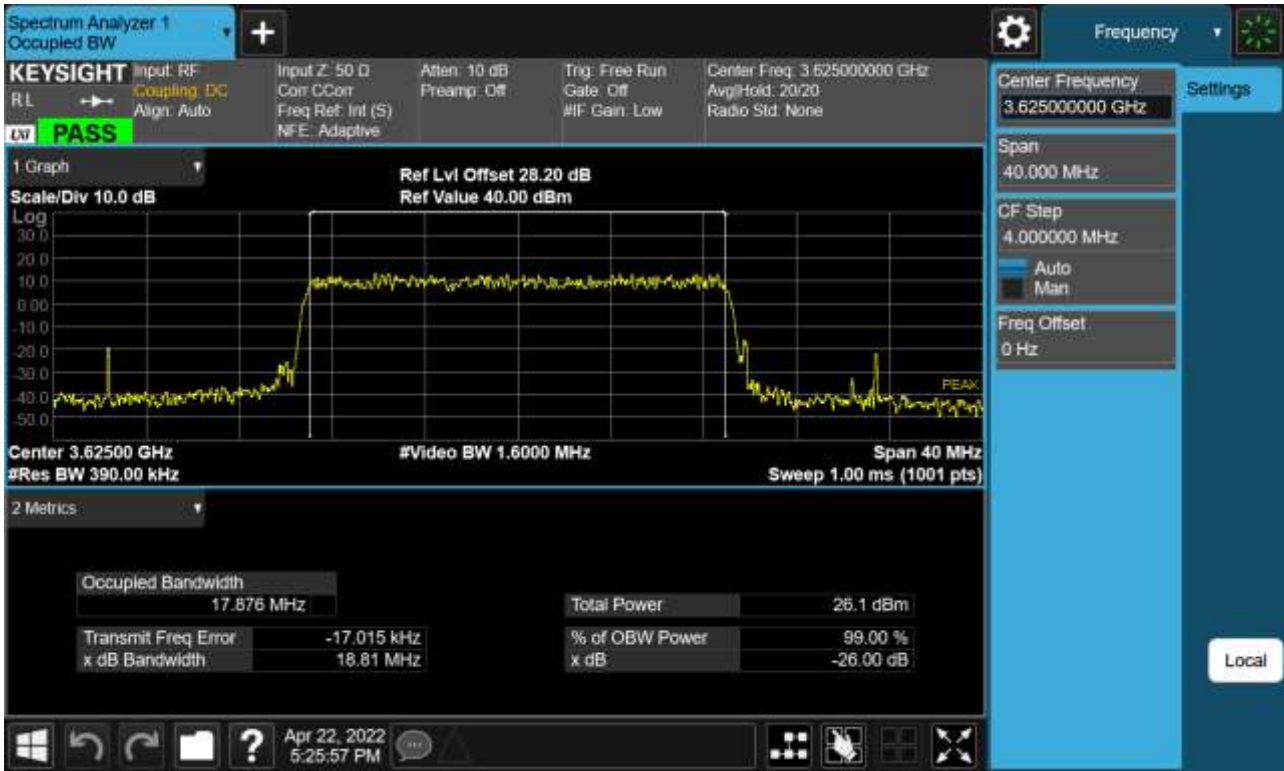 Spectrum Analyzer 1
Occupied BW
+
Frequency
KEYSIGHT
RL
LXI
PASS
Input: RF
Coupling: DC
Align: Auto
Input Z: 50 Ω
Corr CCorr
Freq Ref: Int (S)
NFE: Adaptive
Atten: 10 dB
Preamp: Off
Trig: Free Run
Gate: Off
#IF Gain: Low
Center Freq: 3.625000000 GHz
Avg|Hold: 20/20
Radio Std: None
Center Frequency
3.625000000 GHz
Settings
Span
40.000 MHz
CF Step
4.000000 MHz
Auto
Man
Freq Offset
0 Hz
Local
1 Graph
Scale/Div 10.0 dB
Ref Lvl Offset 28.20 dB
Ref Value 40.00 dBm
Log
30.0
20.0
10.0
0.00
-10.0
-20.0
-30.0
-40.0
-50.0
PEAK
Center 3.62500 GHz
#Video BW 1.6000 MHz
Span 40 MHz
#Res BW 390.00 kHz
Sweep 1.00 ms (1001 pts)
2 Metrics
Occupied Bandwidth
17.876 MHz
Total Power 26.1 dBm
Transmit Freq Error -17.015 kHz
% of OBW Power 99.00 %
x dB Bandwidth 18.81 MHz
x dB -26.00 dB
?
Apr 22, 2022
5:25:57 PM